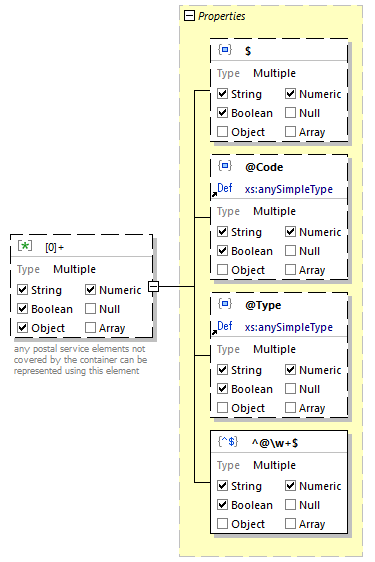 Properties
$
Type Multiple
String Numeric
Boolean Null
Object Array
@Code
Def xs:anySimpleType
Type Multiple
String Numeric
Boolean Null
Object Array
[0]+
Type Multiple
String Numeric
Boolean Null
Object Array
any postal service elements not
covered by the container can be
represented using this element
@Type
Def xs:anySimpleType
Type Multiple
String Numeric
Boolean Null
Object Array
{^$} ^@\w+$
Type Multiple
String Numeric
Boolean Null
Object Array